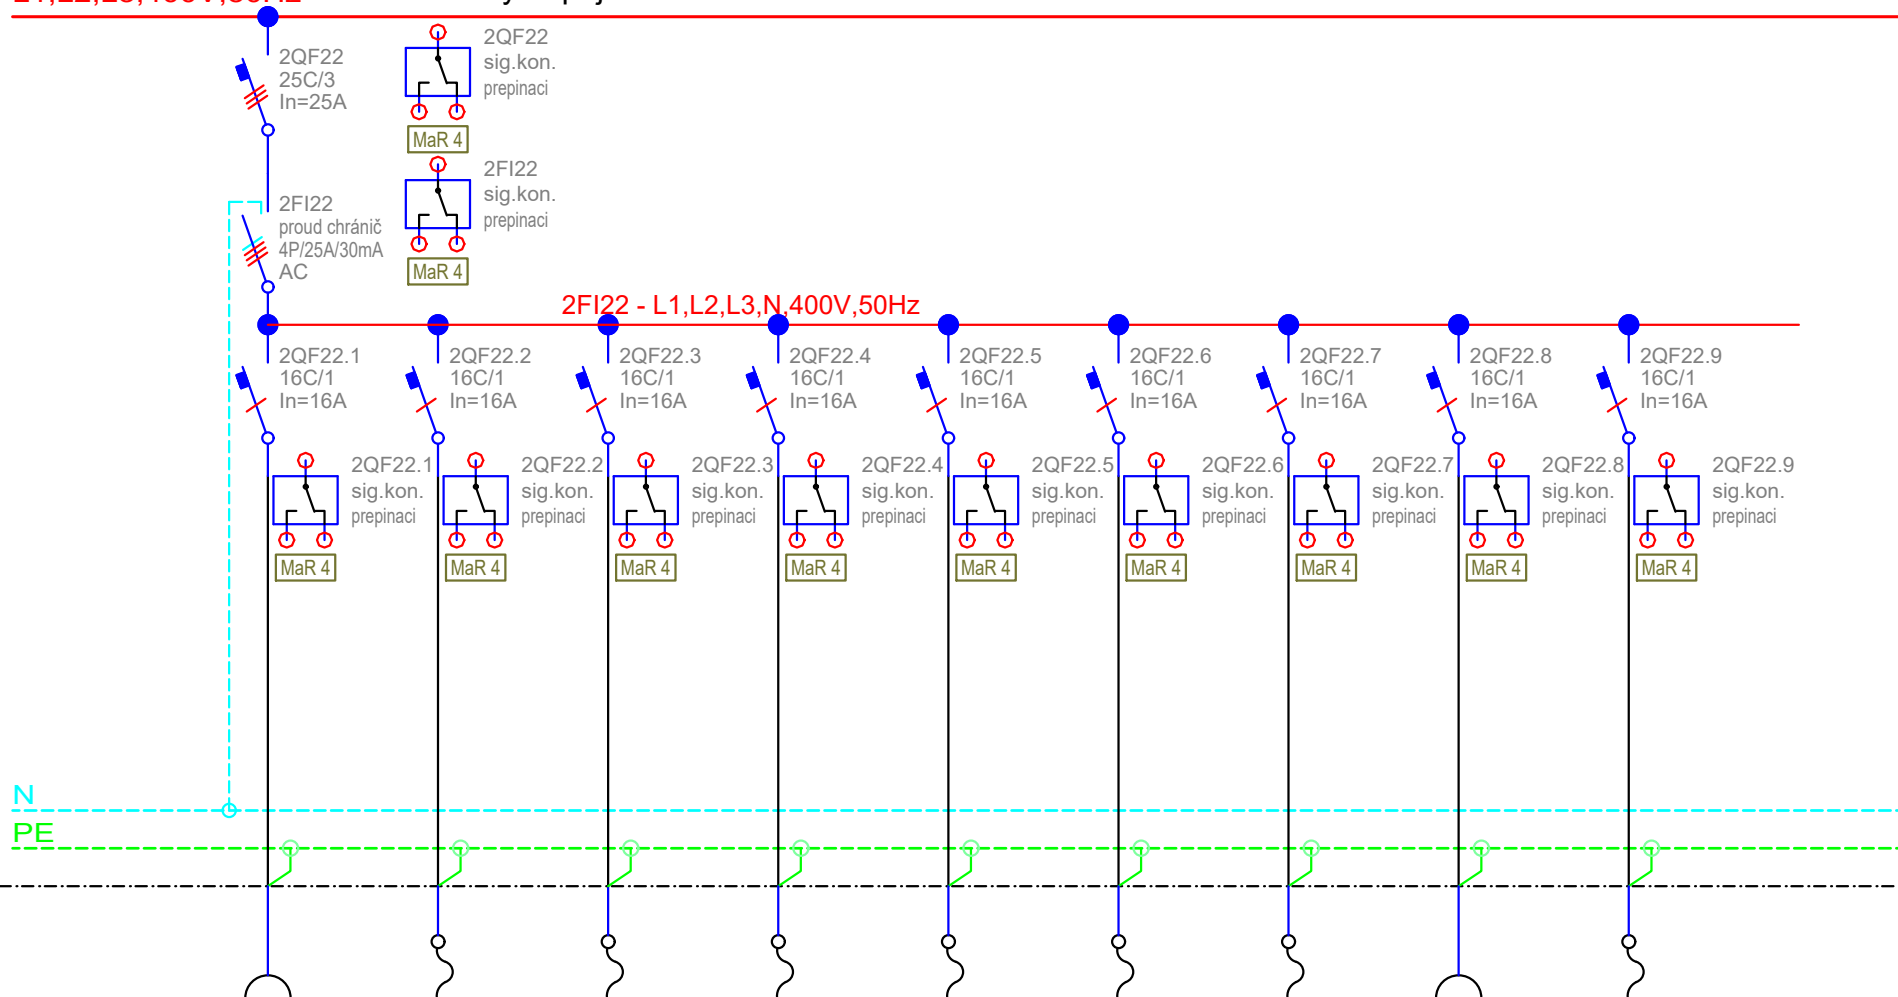 2QF22
25C/3
In=25A
2QF22
sig.kon.
prepinaci
MaR 4
2FI22
proud chránič
4P/25A/30mA
AC
2FI22
sig.kon.
prepinaci
MaR 4
2FI22 - L1,L2,L3,N,400V,50Hz
2QF22.1
16C/1
In=16A
2QF22.2
16C/1
In=16A
2QF22.3
16C/1
In=16A
2QF22.4
16C/1
In=16A
2QF22.5
16C/1
In=16A
2QF22.6
16C/1
In=16A
2QF22.7
16C/1
In=16A
2QF22.8
16C/1
In=16A
2QF22.9
16C/1
In=16A
2QF22.1
sig.kon.
prepinaci
MaR 4
2QF22.2
sig.kon.
prepinaci
MaR 4
2QF22.3
sig.kon.
prepinaci
MaR 4
2QF22.4
sig.kon.
prepinaci
MaR 4
2QF22.5
sig.kon.
prepinaci
MaR 4
2QF22.6
sig.kon.
prepinaci
MaR 4
2QF22.7
sig.kon.
prepinaci
MaR 4
2QF22.8
sig.kon.
prepinaci
MaR 4
2QF22.9
sig.kon.
prepinaci
MaR 4
N
PE